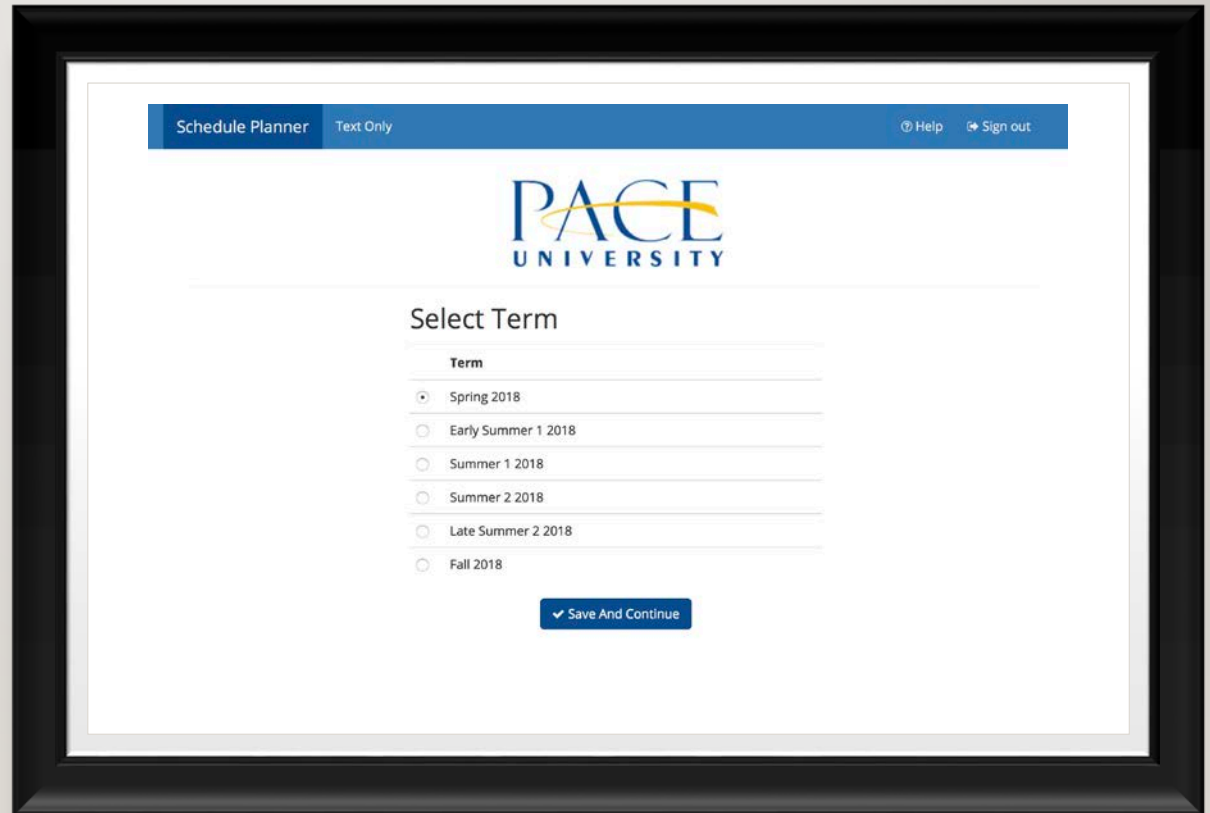 Schedule Planner Text Only Help Sign out
PACE
UNIVERSITY
Select Term
Term
Spring 2018
Early Summer 1 2018
Summer 1 2018
Summer 2 2018
Late Summer 2 2018
Fall 2018
Save And Continue